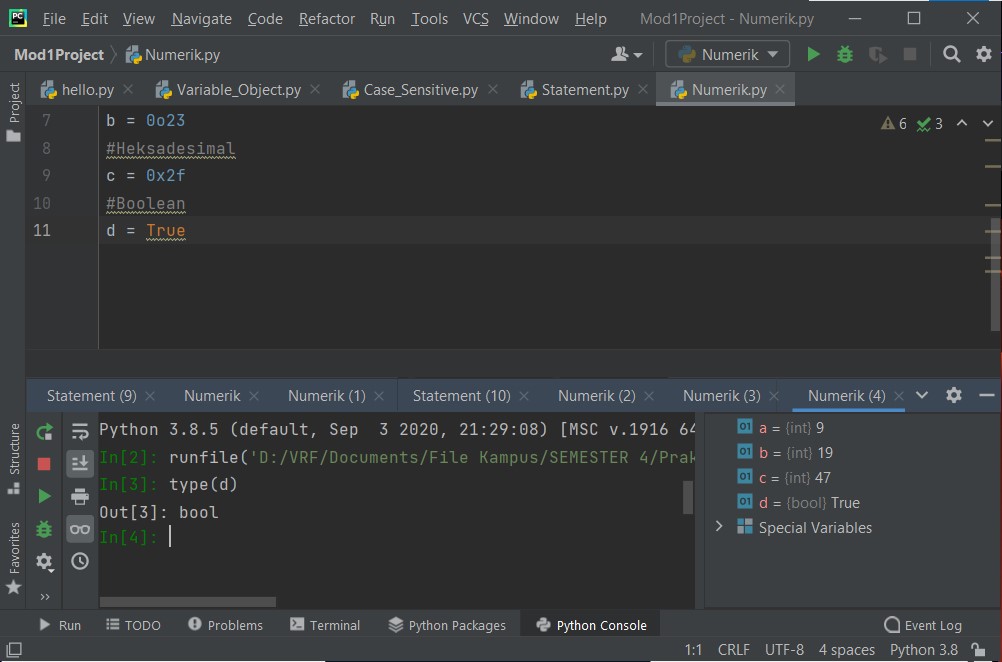 PC File Edit View Navigate Code Refactor Run Tools VCS Window Help Mod1Project - Numerik.py
Mod1Project Numerik.py Numerik
Project
hello.py Variable_Object.py Case_Sensitive.py Statement.py Numerik.py
7 b = 0o23
6 3
8 #Heksadesimal
9 c = 0x2f
10 #Boolean
11 d = True
Statement (9) Numerik Numerik (1) Statement (10) Numerik (2) Numerik (3) Numerik (4)
Structure
Favorites
Python 3.8.5 (default, Sep 3 2020, 21:29:08) [MSC v.1916 64
In[2]: runfile('D:/VRF/Documents/File Kampus/SEMESTER 4/Prak
In[3]: type(d)
Out[3]: bool
In[4]:
01 a = {int} 9
01 b = {int} 19
01 c = {int} 47
01 d = {bool} True
Special Variables
Run TODO Problems Terminal Python Packages Python Console Event Log
1:1 CRLF UTF-8 4 spaces Python 3.8